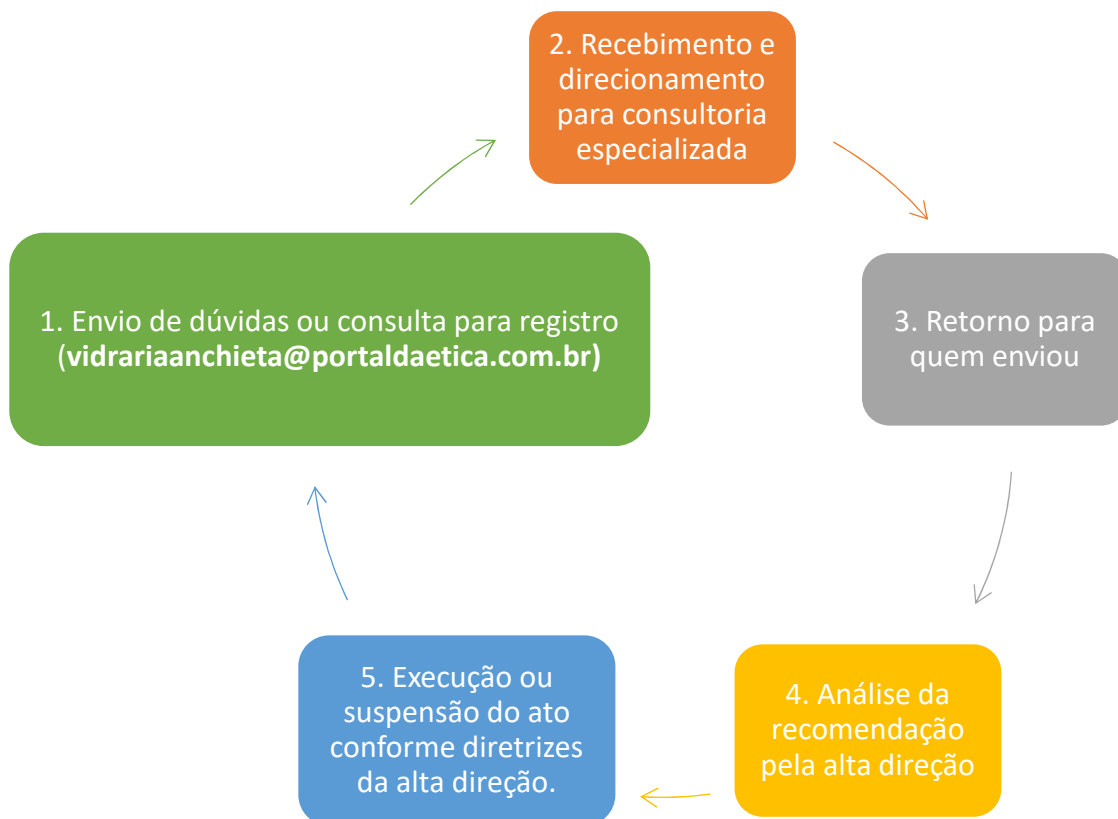 2. Recebimento e
direcionamento
para consultoria
especializada
1. Envio de dúvidas ou consulta para registro
(vidrariaanchieta@portaldaetica.com.br)
3. Retorno para
quem enviou
5. Execução ou
suspensão do ato
conforme diretrizes
da alta direção.
4. Análise da
recomendação
pela alta direção